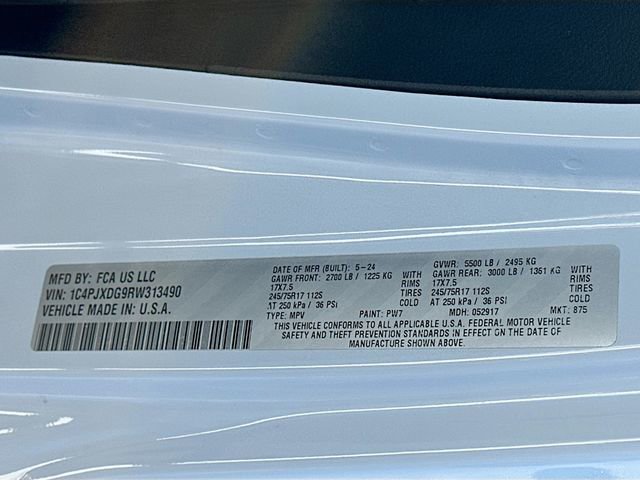 MFD BY: FCA US LLC
VIN: 1C4PJXDG9RW313490
VEHICLE MADE IN: U.S.A.
DATE OF MFR (BUILT): 5-24
GAWR FRONT: 2700 LB / 1225 KG WITH
17X7.5 RIMS
245/75R17 112S TIRES
AT 250 kPa / 36 PSI COLD
TYPE: MPV PAINT: PW7
GVWR: 5500 LB / 2495 KG
GAWR REAR: 3000 LB / 1361 KG WITH
17X7.5 RIMS
245/75R17 112S TIRES
AT 250 kPa / 36 PSI COLD
MDH: 052917 MKT: 875
THIS VEHICLE CONFORMS TO ALL APPLICABLE U.S.A. FEDERAL MOTOR VEHICLE
SAFETY AND THEFT PREVENTION STANDARDS IN EFFECT ON THE DATE OF
MANUFACTURE SHOWN ABOVE.